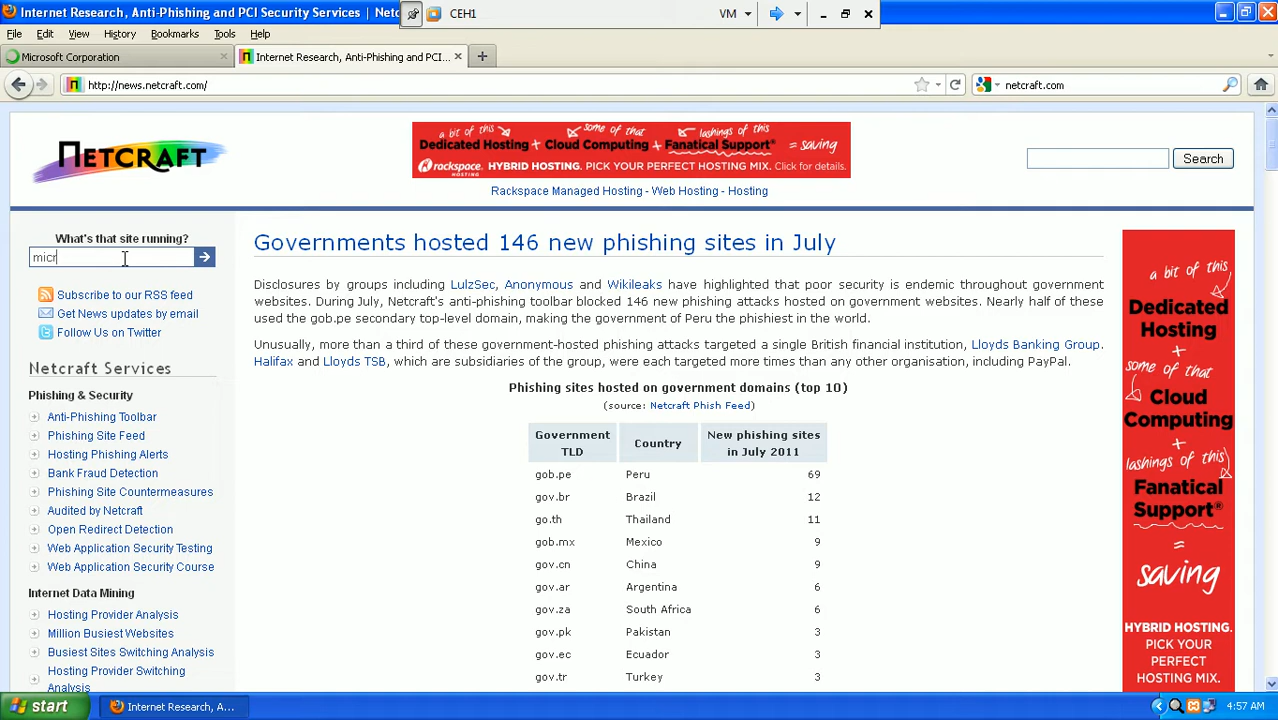 Internet Research, Anti-Phishing and PCI Security Services | Netc
CEH1
VM
File Edit View History Bookmarks Tools Help
Microsoft Corporation
Internet Research, Anti-Phishing and PCI...
http://news.netcraft.com/
netcraft.com
NETCRAFT
a bit of this some of that lashings of this
Dedicated Hosting + Cloud Computing + Fanatical Support® = saving
rackspace HOSTING HYBRID HOSTING. PICK YOUR PERFECT HOSTING MIX. Click for details.
Rackspace Managed Hosting - Web Hosting - Hosting
Search
What's that site running?
micr
Subscribe to our RSS feed
Get News updates by email
Follow Us on Twitter
Netcraft Services
Phishing & Security
Anti-Phishing Toolbar
Phishing Site Feed
Hosting Phishing Alerts
Bank Fraud Detection
Phishing Site Countermeasures
Audited by Netcraft
Open Redirect Detection
Web Application Security Testing
Web Application Security Course
Internet Data Mining
Hosting Provider Analysis
Million Busiest Websites
Busiest Sites Switching Analysis
Hosting Provider Switching
Analysis
Governments hosted 146 new phishing sites in July
Disclosures by groups including LulzSec, Anonymous and Wikileaks have highlighted that poor security is endemic throughout government
websites. During July, Netcraft's anti-phishing toolbar blocked 146 new phishing attacks hosted on government websites. Nearly half of these
used the gob.pe secondary top-level domain, making the government of Peru the phishiest in the world.
Unusually, more than a third of these government-hosted phishing attacks targeted a single British financial institution, Lloyds Banking Group.
Halifax and Lloyds TSB, which are subsidiaries of the group, were each targeted more times than any other organisation, including PayPal.
Phishing sites hosted on government domains (top 10)
(source: Netcraft Phish Feed)
Government TLD Country New phishing sites in July 2011
gob.pe Peru 69
gov.br Brazil 12
go.th Thailand 11
gob.mx Mexico 9
gov.cn China 9
gov.ar Argentina 6
gov.za South Africa 6
gov.pk Pakistan 3
gov.ec Ecuador 3
gov.tr Turkey 3
a bit of this
Dedicated
Hosting
+
some of that
Cloud
Computing
+
lashings of this
Fanatical
Support®
=
saving
HYBRID HOSTING.
PICK YOUR
PERFECT
HOSTING MIX.
start
Internet Research, A...
4:57 AM